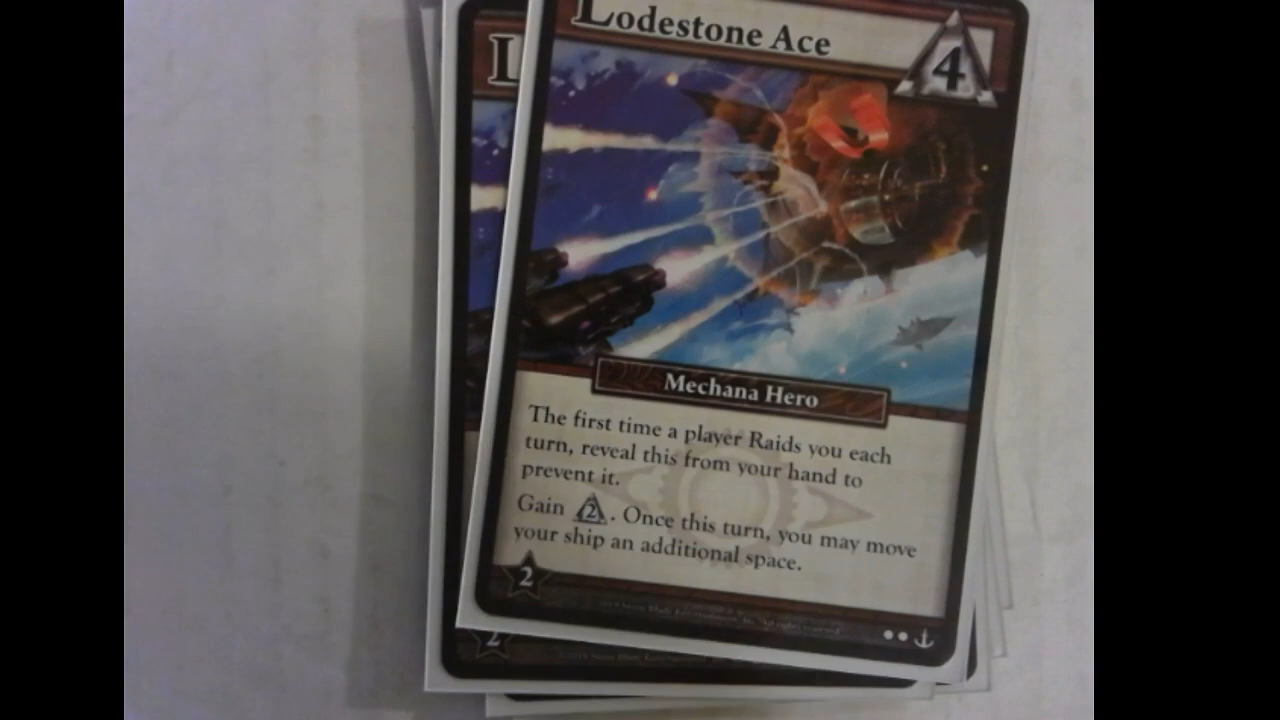 Lodestone Ace
4
L
Mechana Hero
The first time a player Raids you each
turn, reveal this from your hand to
prevent it.
Gain 2. Once this turn, you may move
your ship an additional space.
2
2